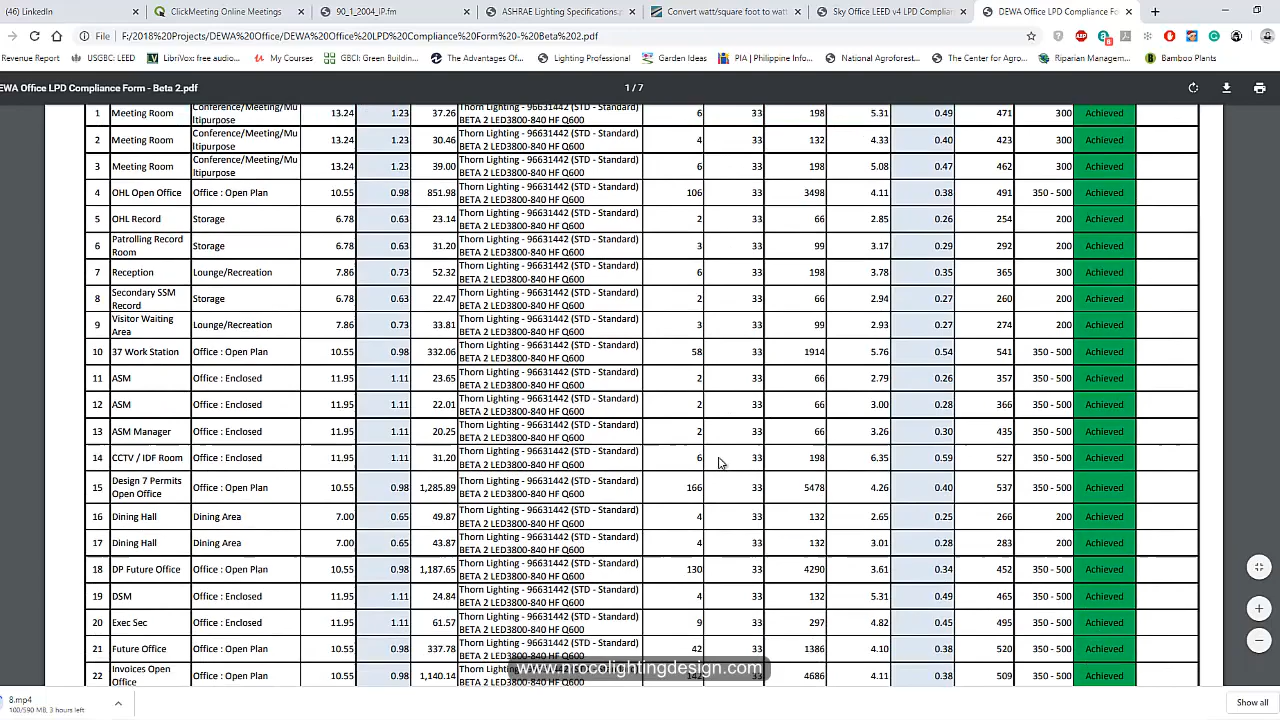 4) LinkedIn
ClickMeeting Online Meetings
90_1_2004_IP.fm
ASHRAE Lighting Specifications.p
Convert watt/square foot to watt
Sky Office LEED v4 LPD Complian
DEWA Office LPD Compliance Fo
File F:/2018%20Projects/DEWA%20Office/DEWA%20Office%20LPD%20Compliance%20Form%20-%20Beta%202.pdf
Revenue Report USGBC: LEED LibriVox: free audio... My Courses GBCI: Green Buildin... The Advantages Of... Lighting Professional Garden Ideas PIA | Philippine Info... National Agroforest... The Center for Agro... Riparian Managem... Bamboo Plants
EWA Office LPD Compliance Form - Beta 2.pdf 1 / 7
1 Meeting Room Conference/Meeting/Mu 13.24 1.23 37.26 Thorn Lighting - 96631442 (STD - Standard) 6 33 198 5.31 0.49 471 300 Achieved
ltipurpose BETA 2 LED3800-840 HF Q600
2 Meeting Room Conference/Meeting/Mu 13.24 1.23 30.46 Thorn Lighting - 96631442 (STD - Standard) 4 33 132 4.33 0.40 423 300 Achieved
ltipurpose BETA 2 LED3800-840 HF Q600
3 Meeting Room Conference/Meeting/Mu 13.24 1.23 39.00 Thorn Lighting - 96631442 (STD - Standard) 6 33 198 5.08 0.47 462 300 Achieved
ltipurpose BETA 2 LED3800-840 HF Q600
4 OHL Open Office Office : Open Plan 10.55 0.98 851.98 Thorn Lighting - 96631442 (STD - Standard) 106 33 3498 4.11 0.38 491 350 - 500 Achieved
BETA 2 LED3800-840 HF Q600
5 OHL Record Storage 6.78 0.63 23.14 Thorn Lighting - 96631442 (STD - Standard) 2 33 66 2.85 0.26 254 200 Achieved
BETA 2 LED3800-840 HF Q600
6 Patrolling Record Storage 6.78 0.63 31.20 Thorn Lighting - 96631442 (STD - Standard) 3 33 99 3.17 0.29 292 200 Achieved
Room BETA 2 LED3800-840 HF Q600
7 Reception Lounge/Recreation 7.86 0.73 52.32 Thorn Lighting - 96631442 (STD - Standard) 6 33 198 3.78 0.35 365 300 Achieved
BETA 2 LED3800-840 HF Q600
8 Secondary SSM Storage 6.78 0.63 22.47 Thorn Lighting - 96631442 (STD - Standard) 2 33 66 2.94 0.27 260 200 Achieved
Record BETA 2 LED3800-840 HF Q600
9 Visitor Waiting Lounge/Recreation 7.86 0.73 33.81 Thorn Lighting - 96631442 (STD - Standard) 3 33 99 2.93 0.27 274 200 Achieved
Area BETA 2 LED3800-840 HF Q600
10 37 Work Station Office : Open Plan 10.55 0.98 332.06 Thorn Lighting - 96631442 (STD - Standard) 58 33 1914 5.76 0.54 541 350 - 500 Achieved
BETA 2 LED3800-840 HF Q600
11 ASM Office : Enclosed 11.95 1.11 23.65 Thorn Lighting - 96631442 (STD - Standard) 2 33 66 2.79 0.26 357 350 - 500 Achieved
BETA 2 LED3800-840 HF Q600
12 ASM Office : Enclosed 11.95 1.11 22.01 Thorn Lighting - 96631442 (STD - Standard) 2 33 66 3.00 0.28 366 350 - 500 Achieved
BETA 2 LED3800-840 HF Q600
13 ASM Manager Office : Enclosed 11.95 1.11 20.25 Thorn Lighting - 96631442 (STD - Standard) 2 33 66 3.26 0.30 435 350 - 500 Achieved
BETA 2 LED3800-840 HF Q600
14 CCTV / IDF Room Office : Enclosed 11.95 1.11 31.20 Thorn Lighting - 96631442 (STD - Standard) 6 33 198 6.35 0.59 527 350 - 500 Achieved
BETA 2 LED3800-840 HF Q600
15 Design 7 Permits Office : Open Plan 10.55 0.98 1,285.89 Thorn Lighting - 96631442 (STD - Standard) 166 33 5478 4.26 0.40 537 350 - 500 Achieved
Open Office BETA 2 LED3800-840 HF Q600
16 Dining Hall Dining Area 7.00 0.65 49.87 Thorn Lighting - 96631442 (STD - Standard) 4 33 132 2.65 0.25 266 200 Achieved
BETA 2 LED3800-840 HF Q600
17 Dining Hall Dining Area 7.00 0.65 43.87 Thorn Lighting - 96631442 (STD - Standard) 4 33 132 3.01 0.28 283 200 Achieved
BETA 2 LED3800-840 HF Q600
18 DP Future Office Office : Open Plan 10.55 0.98 1,187.65 Thorn Lighting - 96631442 (STD - Standard) 130 33 4290 3.61 0.34 452 350 - 500 Achieved
BETA 2 LED3800-840 HF Q600
19 DSM Office : Enclosed 11.95 1.11 24.84 Thorn Lighting - 96631442 (STD - Standard) 4 33 132 5.31 0.49 465 350 - 500 Achieved
BETA 2 LED3800-840 HF Q600
20 Exec Sec Office : Enclosed 11.95 1.11 61.57 Thorn Lighting - 96631442 (STD - Standard) 9 33 297 4.82 0.45 495 350 - 500 Achieved
BETA 2 LED3800-840 HF Q600
21 Future Office Office : Open Plan 10.55 0.98 337.78 Thorn Lighting - 96631442 (STD - Standard) 42 33 1386 4.10 0.38 520 350 - 500 Achieved
BETA 2 LED3800-840 HF Q600
22 Invoices Open Office : Open Plan 10.55 0.98 1,140.14 Thorn 142 33 4686 4.11 0.38 509 350 - 500 Achieved
Office BETA 2 LED3800-840 HF Q600
www.nrocolightingdesign.com
8.mp4
100/590 MB, 3 hours left
Show all